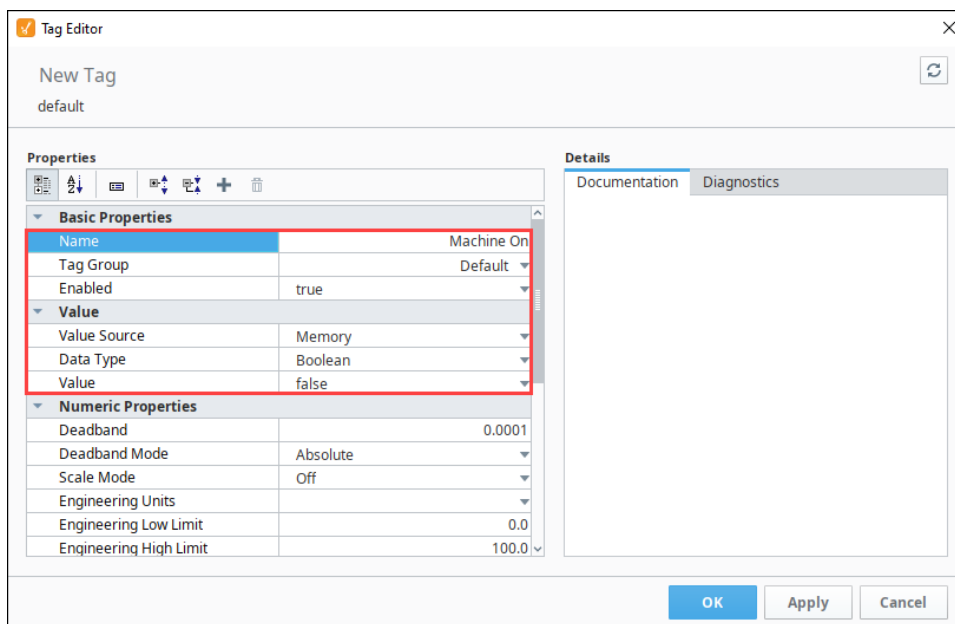 Tag Editor
New Tag
default
Properties
Details
Documentation Diagnostics
Basic Properties
Name Machine On
Tag Group Default
Enabled true
Value
Value Source Memory
Data Type Boolean
Value false
Numeric Properties
Deadband 0.0001
Deadband Mode Absolute
Scale Mode Off
Engineering Units
Engineering Low Limit 0.0
Engineering High Limit 100.0
OK Apply Cancel